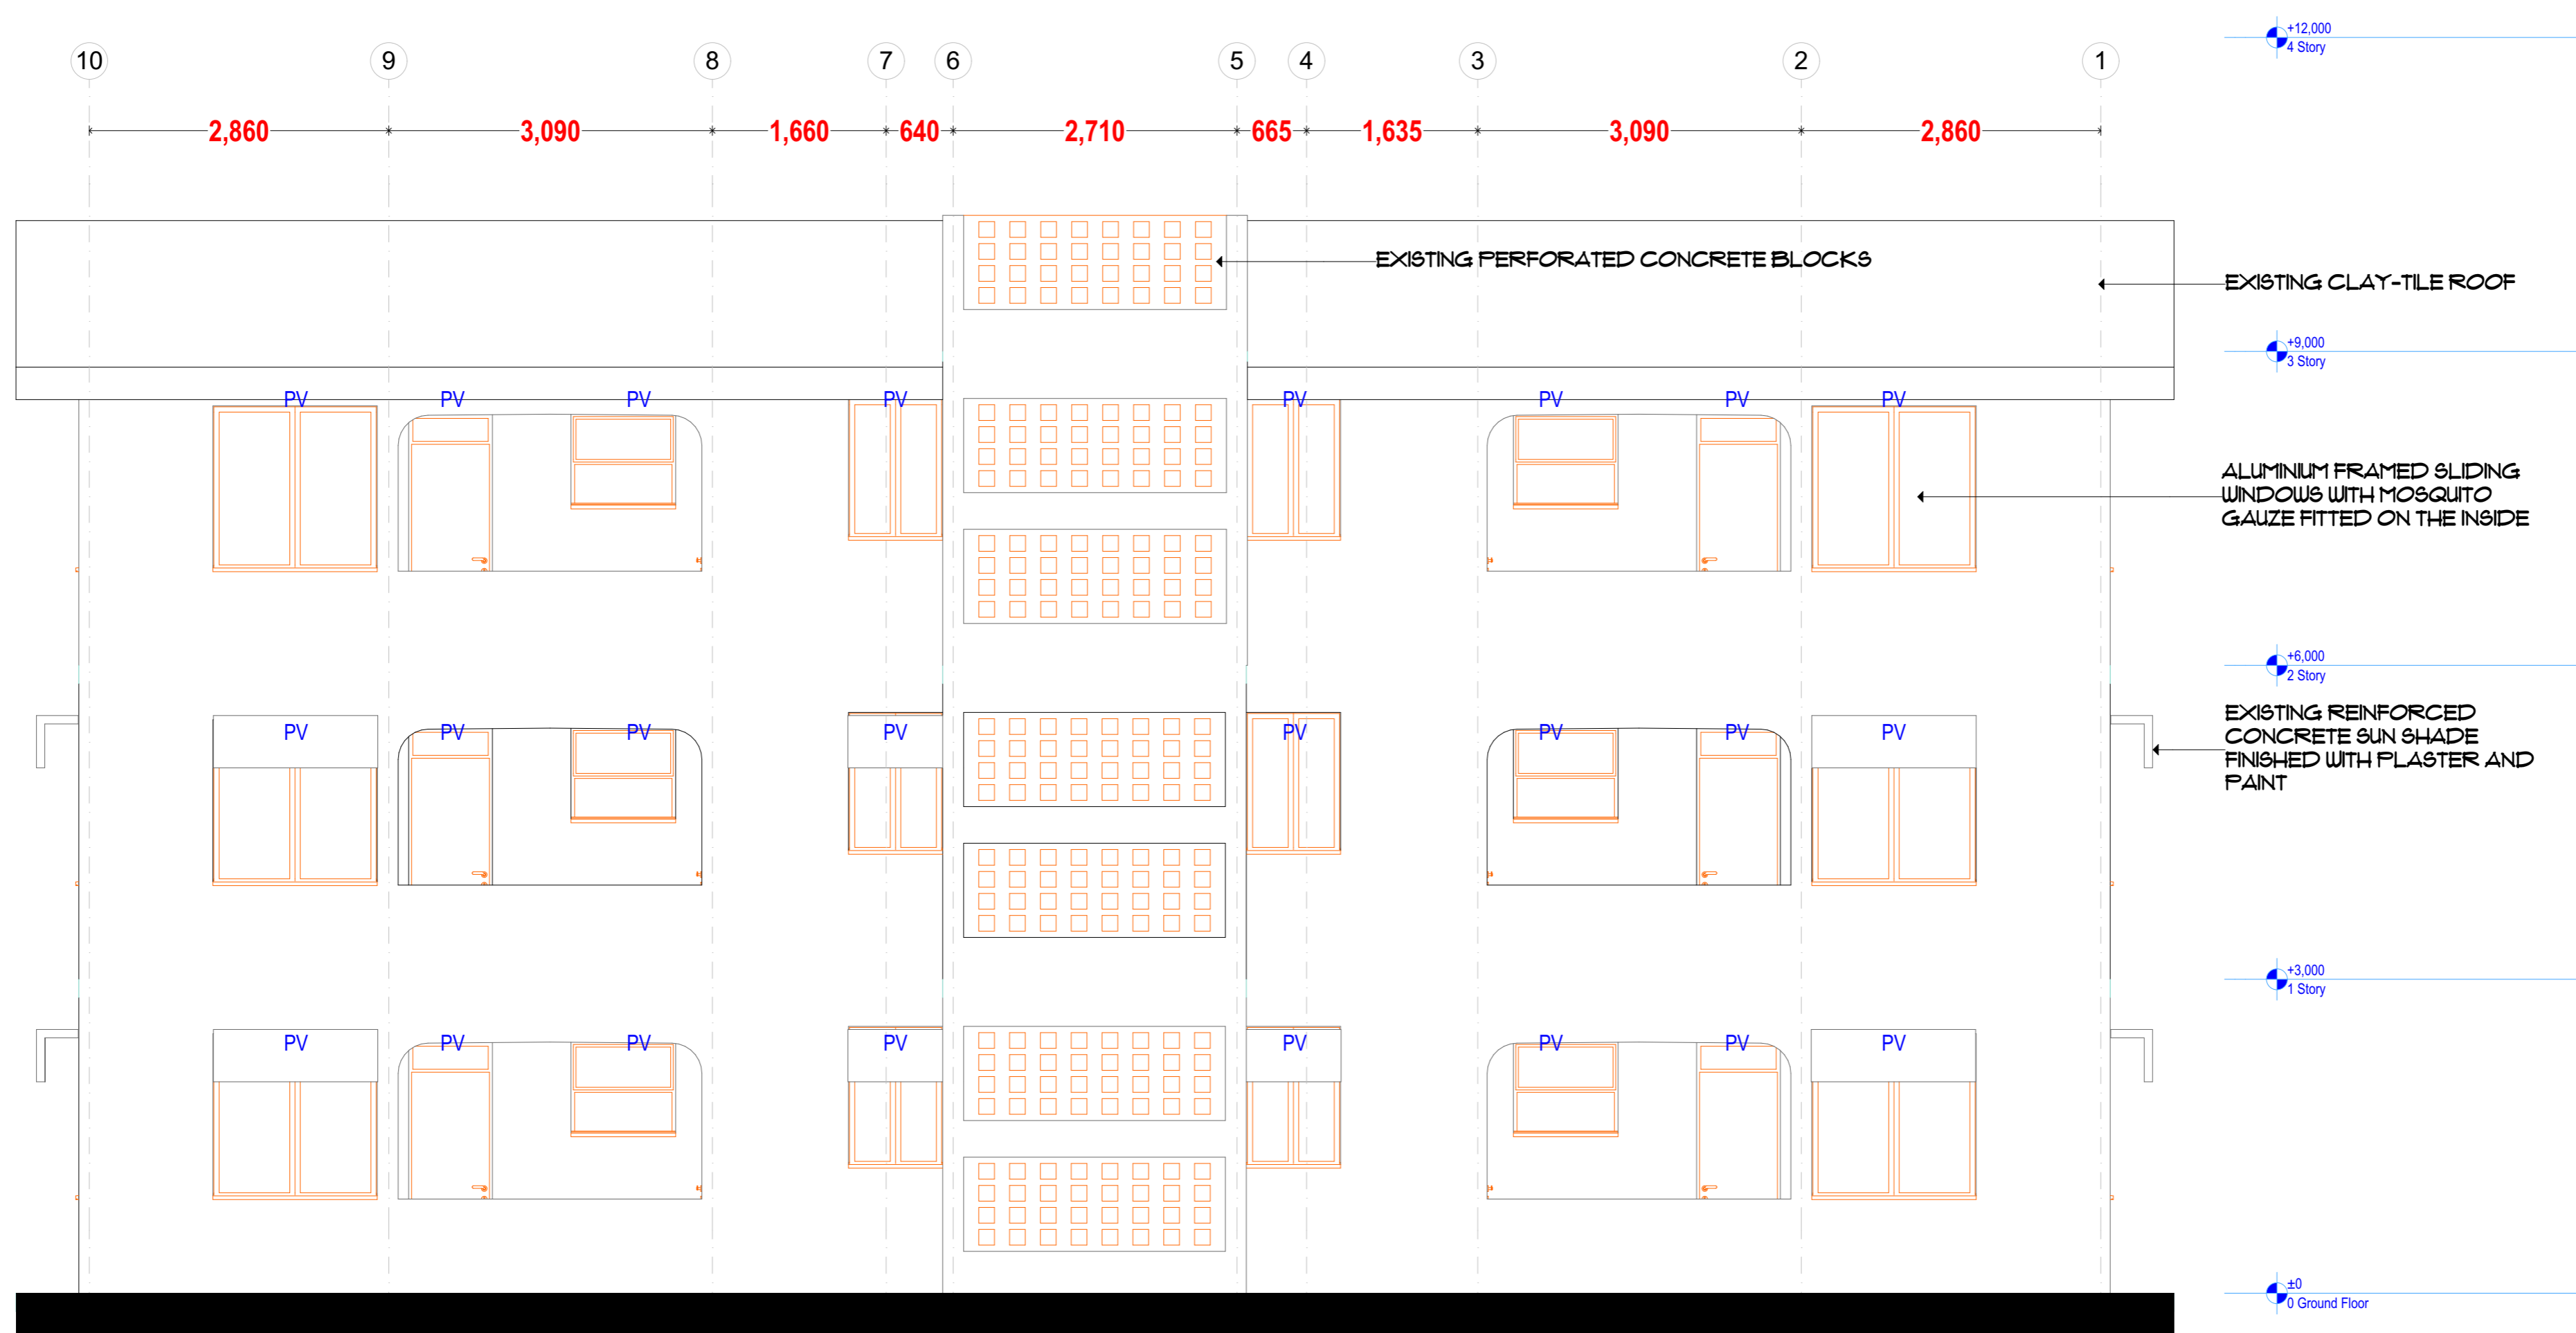 +12,000
4 Story
10 9 8 7 6 5 4 3 2 1
2,860 3,090 1,660 640 2,710 665 1,635 3,090 2,860
EXISTING PERFORATED CONCRETE BLOCKS
EXISTING CLAY-TILE ROOF
+9,000
3 Story
PV PV PV PV PV PV PV PV
ALUMINIUM FRAMED SLIDING
WINDOWS WITH MOSQUITO
GAUZE FITTED ON THE INSIDE
+6,000
2 Story
EXISTING REINFORCED
CONCRETE SUN SHADE
FINISHED WITH PLASTER AND
PAINT
PV PV PV PV PV PV PV PV
+3,000
1 Story
PV PV PV PV PV PV PV PV
±0
0 Ground Floor